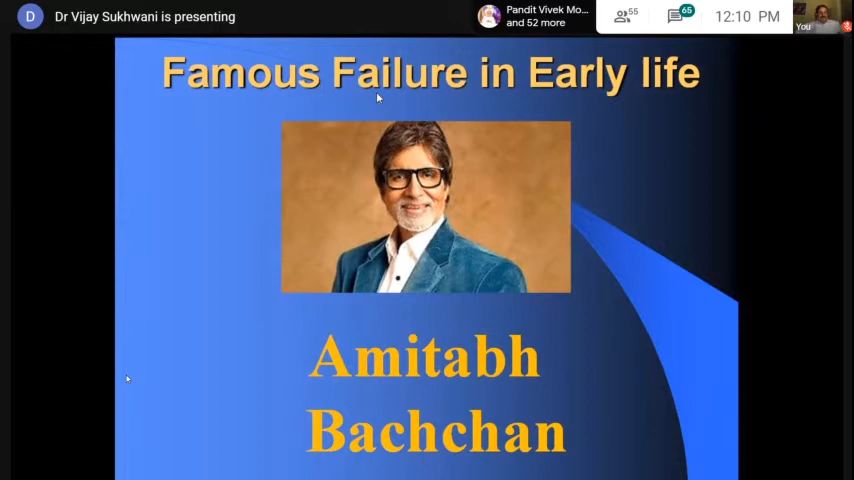 D
Dr Vijay Sukhwani is presenting
Pandit Vivek Mo...
and 52 more
55
65
12:10 PM
You
Famous Failure in Early life
Amitabh
Bachchan